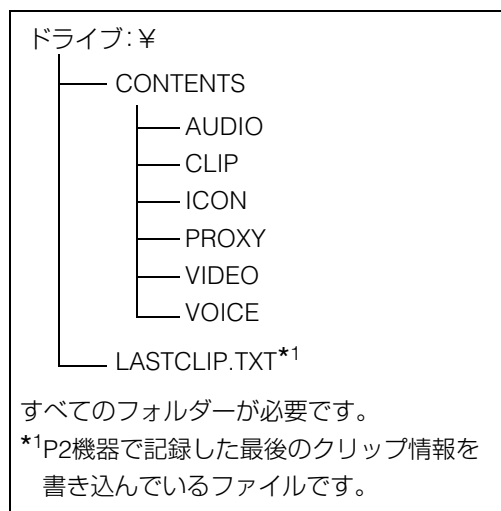 ドライブ:¥
CONTENTS
AUDIO
CLIP
ICON
PROXY
VIDEO
VOICE
LASTCLIP.TXT*1
すべてのフォルダーが必要です。
*1P2機器で記録した最後のクリップ情報を
書き込んでいるファイルです。